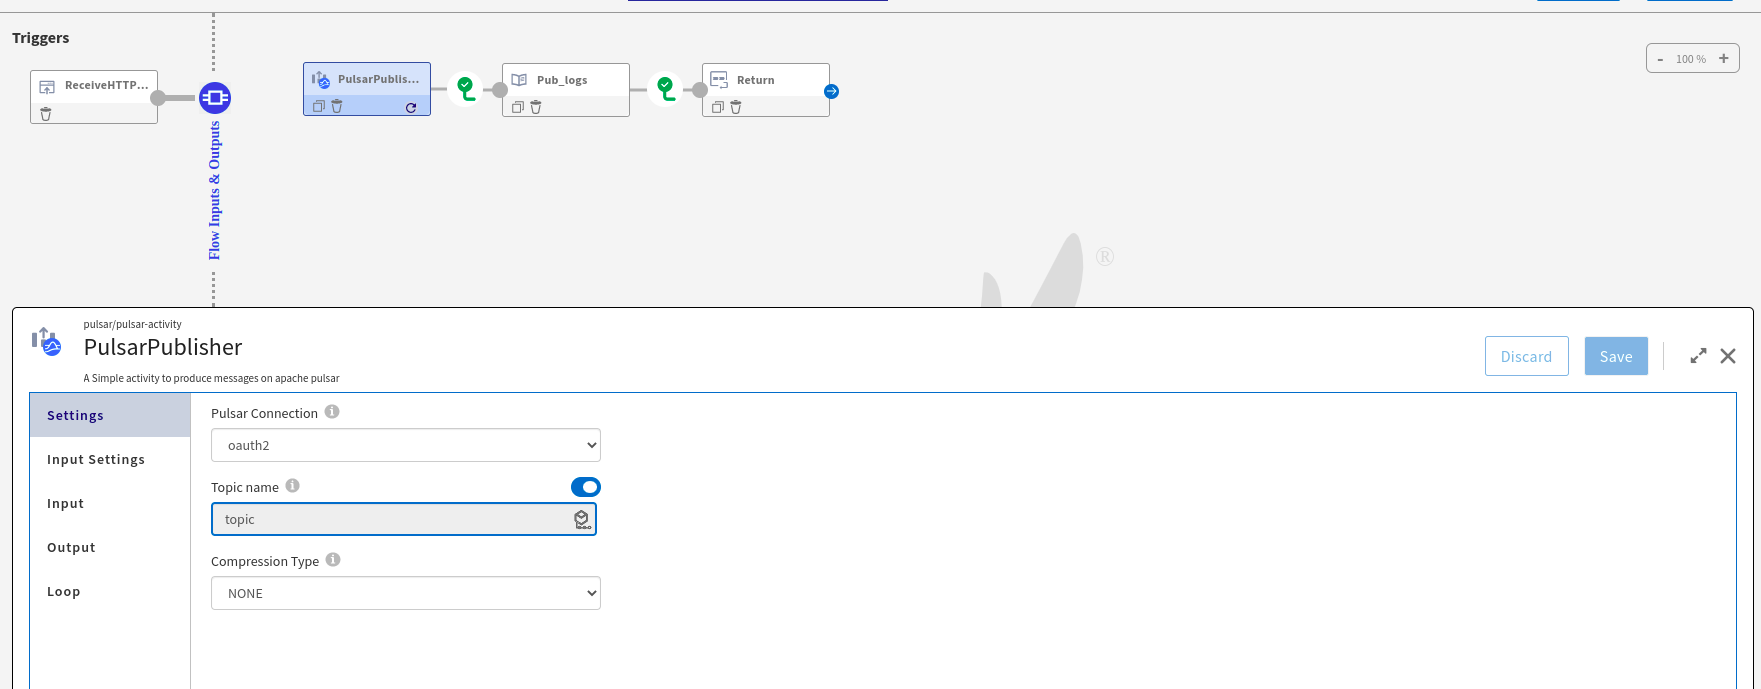 Triggers
ReceiveHTTP...
PulsarPublis...
Pub_logs
Return
- 100 % +
Flow Inputs & Outputs
®
pulsar/pulsar-activity
PulsarPublisher
A Simple activity to produce messages on apache pulsar
Discard
Save
Settings
Input Settings
Input
Output
Loop
Pulsar Connection
oauth2
Topic name
topic
Compression Type
NONE